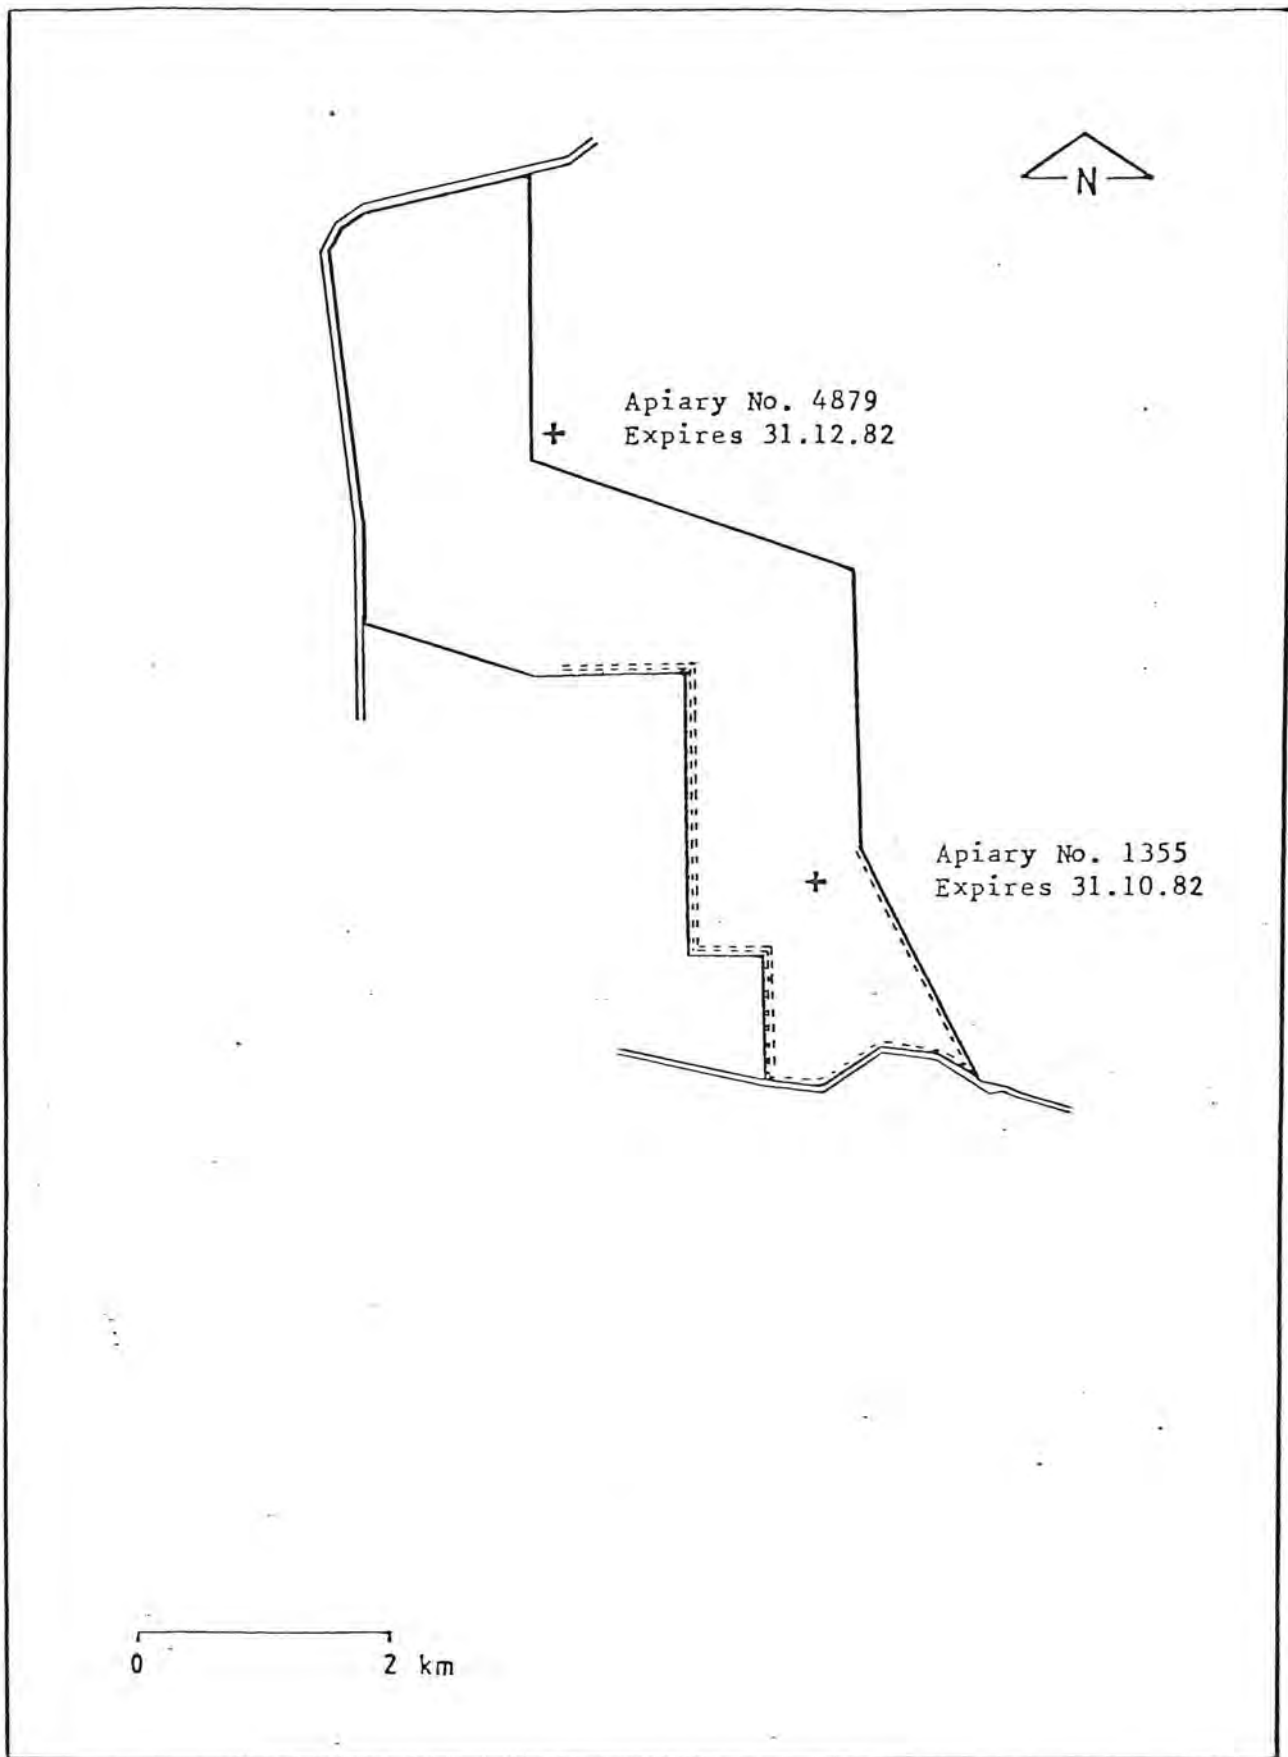 N
Apiary No. 4879
Expires 31.12.82
Apiary No. 1355
Expires 31.10.82
0 2 km